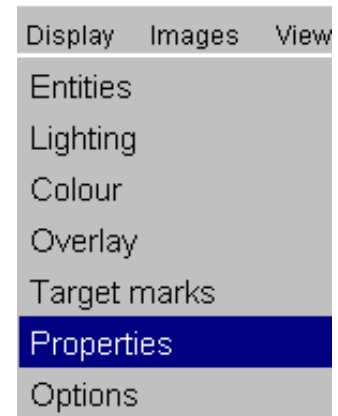 Display Images View
Entities
Lighting
Colour
Overlay
Target marks
Properties
Options